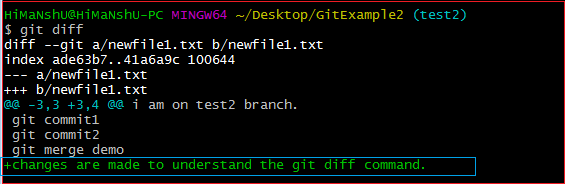 HiMaNshU@HiMaNshU-PC MINGW64 ~/Desktop/GitExample2 (test2)
$ git diff
diff --git a/newfile1.txt b/newfile1.txt
index ade63b7..41a6a9c 100644
--- a/newfile1.txt
+++ b/newfile1.txt
@@ -3,3 +3,4 @@ i am on test2 branch.
 git commit1
 git commit2
 git merge demo
+changes are made to understand the git diff command.